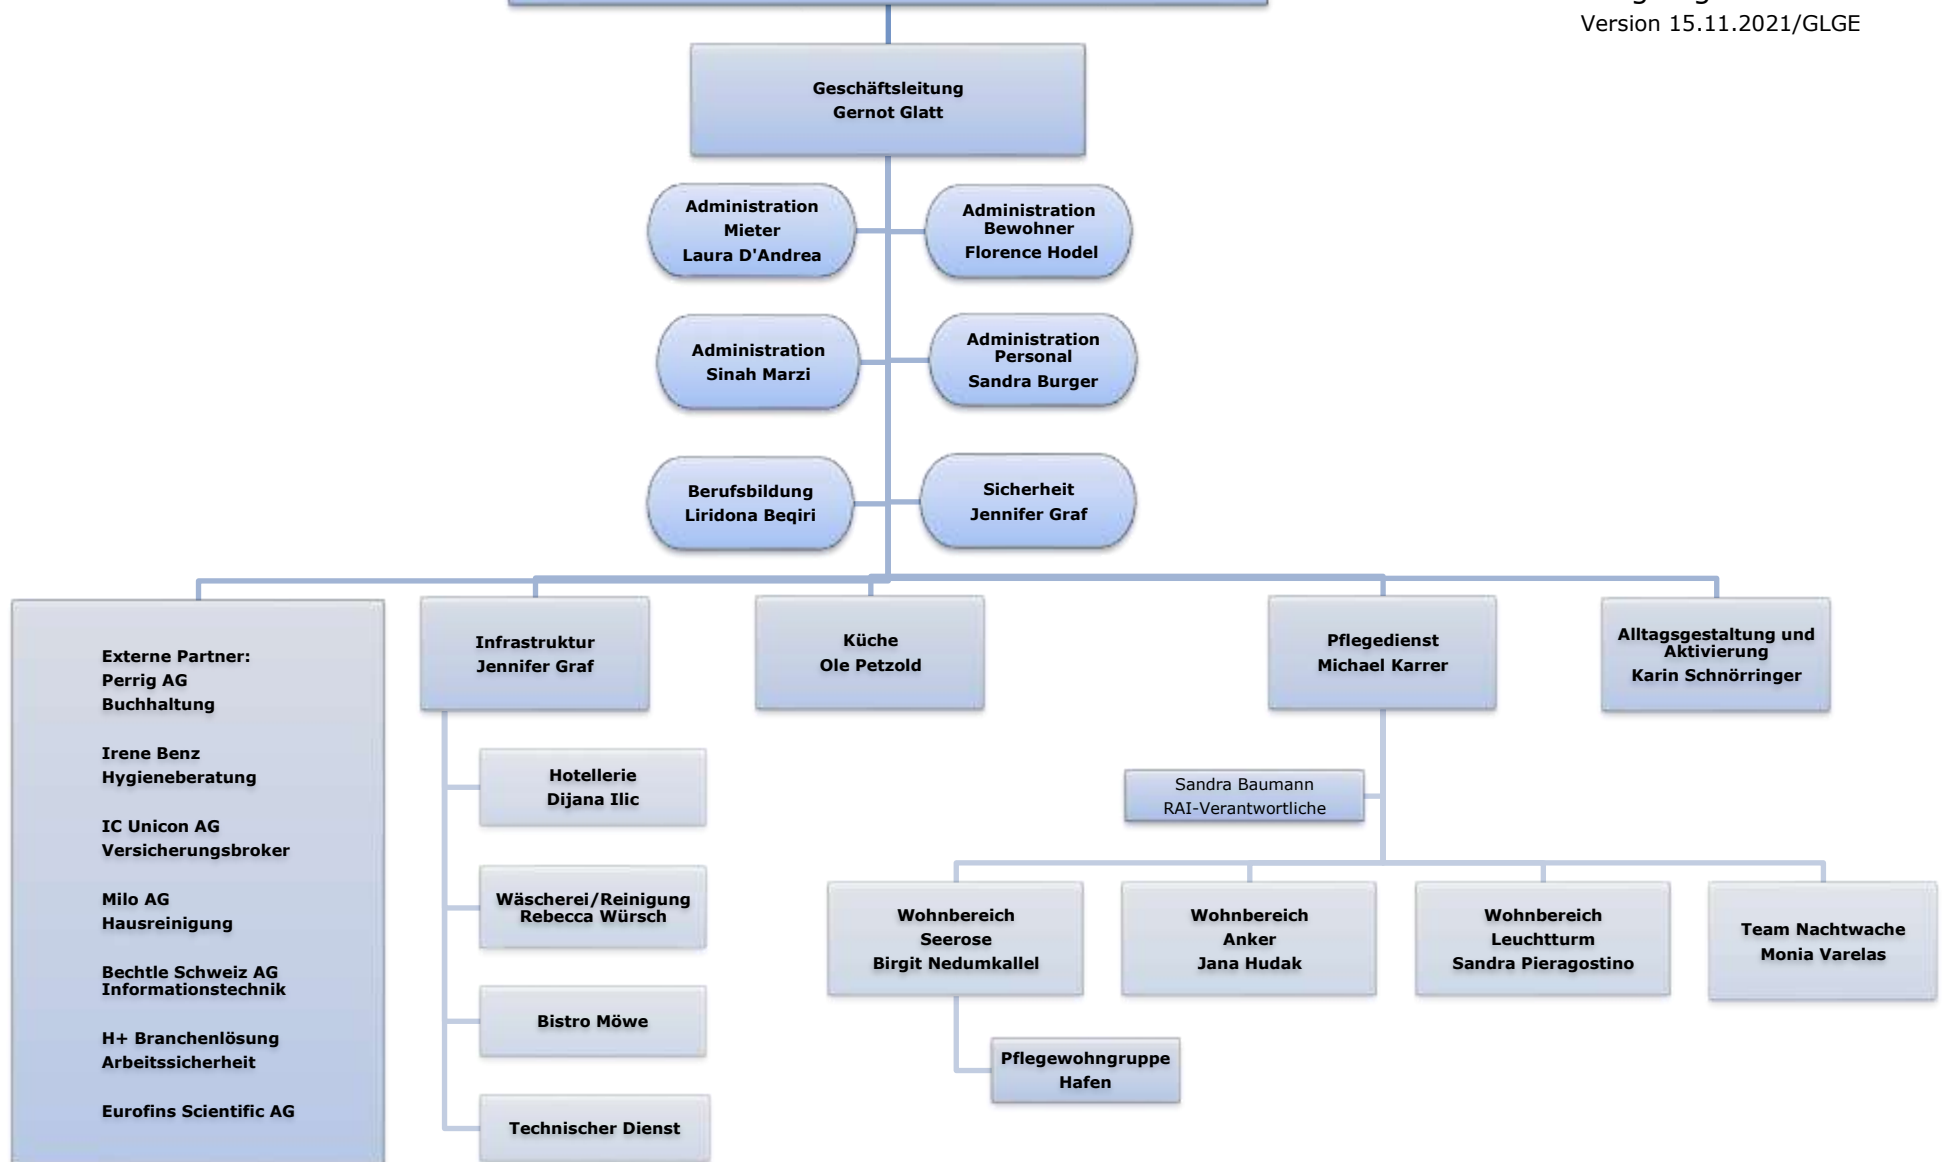 Version 15.11.2021/GLGE
Geschäftsleitung
Gernot Glatt
Administration
Mieter
Laura D'Andrea
Administration
Bewohner
Florence Hodel
Administration
Sinah Marzi
Administration
Personal
Sandra Burger
Berufsbildung
Liridona Beqiri
Sicherheit
Jennifer Graf
Externe Partner:
Perrig AG
Buchhaltung
Irene Benz
Hygieneberatung
IC Unicon AG
Versicherungsbroker
Milo AG
Hausreinigung
Bechtle Schweiz AG
Informationstechnik
H+ Branchenlösung
Arbeitssicherheit
Eurofins Scientific AG
Infrastruktur
Jennifer Graf
Hotellerie
Dijana Ilic
Wäscherei/Reinigung
Rebecca Würsch
Bistro Möwe
Technischer Dienst
Küche
Ole Petzold
Pflegedienst
Michael Karrer
Sandra Baumann
RAI-Verantwortliche
Wohnbereich
Seerose
Birgit Nedumkallel
Pflegewohngruppe
Hafen
Wohnbereich
Anker
Jana Hudak
Wohnbereich
Leuchtturm
Sandra Pieragostino
Team Nachtwache
Monia Varelas
Alltagsgestaltung und
Aktivierung
Karin Schnörringer